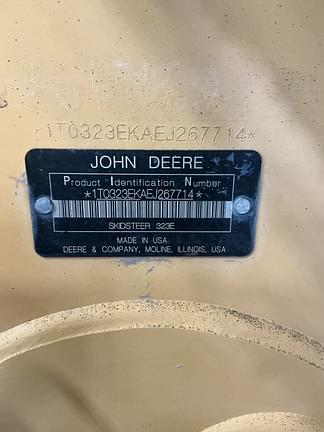 *1T0323EKAEJ267714*
JOHN DEERE
Product Identification Number
*1T0323EKAEJ267714*
SKIDSTEER 323E
MADE IN USA
DEERE & COMPANY, MOLINE, ILLINOIS, USA